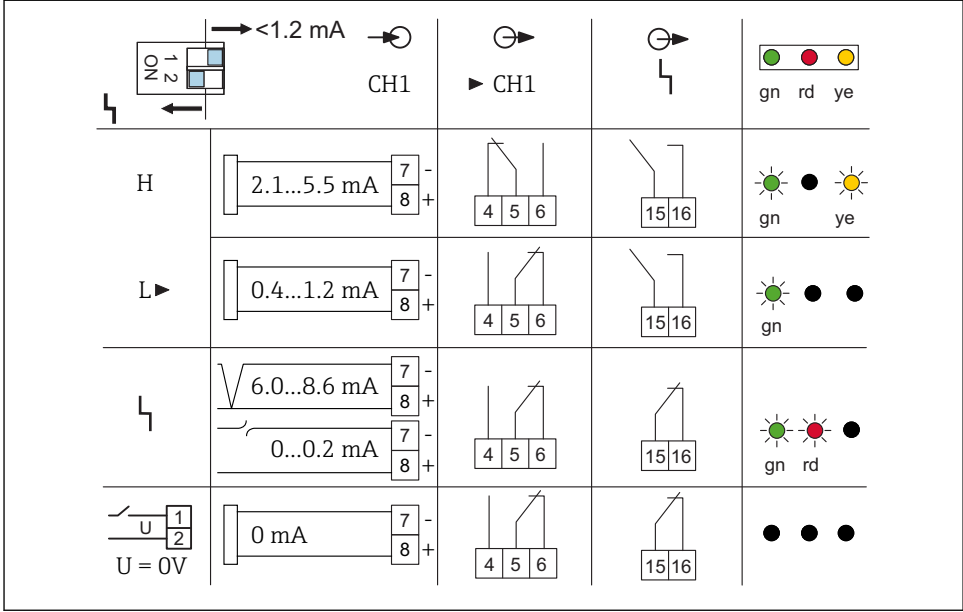 <1.2 mA
1 2
ON
CH1
► CH1
gn rd ye
H
2.1...5.5 mA
7 -
8 +
4 5 6
15 16
gn ye
L►
0.4...1.2 mA
7 -
8 +
4 5 6
15 16
gn
6.0...8.6 mA
7 -
8 +
0...0.2 mA
7 -
8 +
4 5 6
15 16
gn rd
U
1
2
U = 0V
0 mA
7 -
8 +
4 5 6
15 16